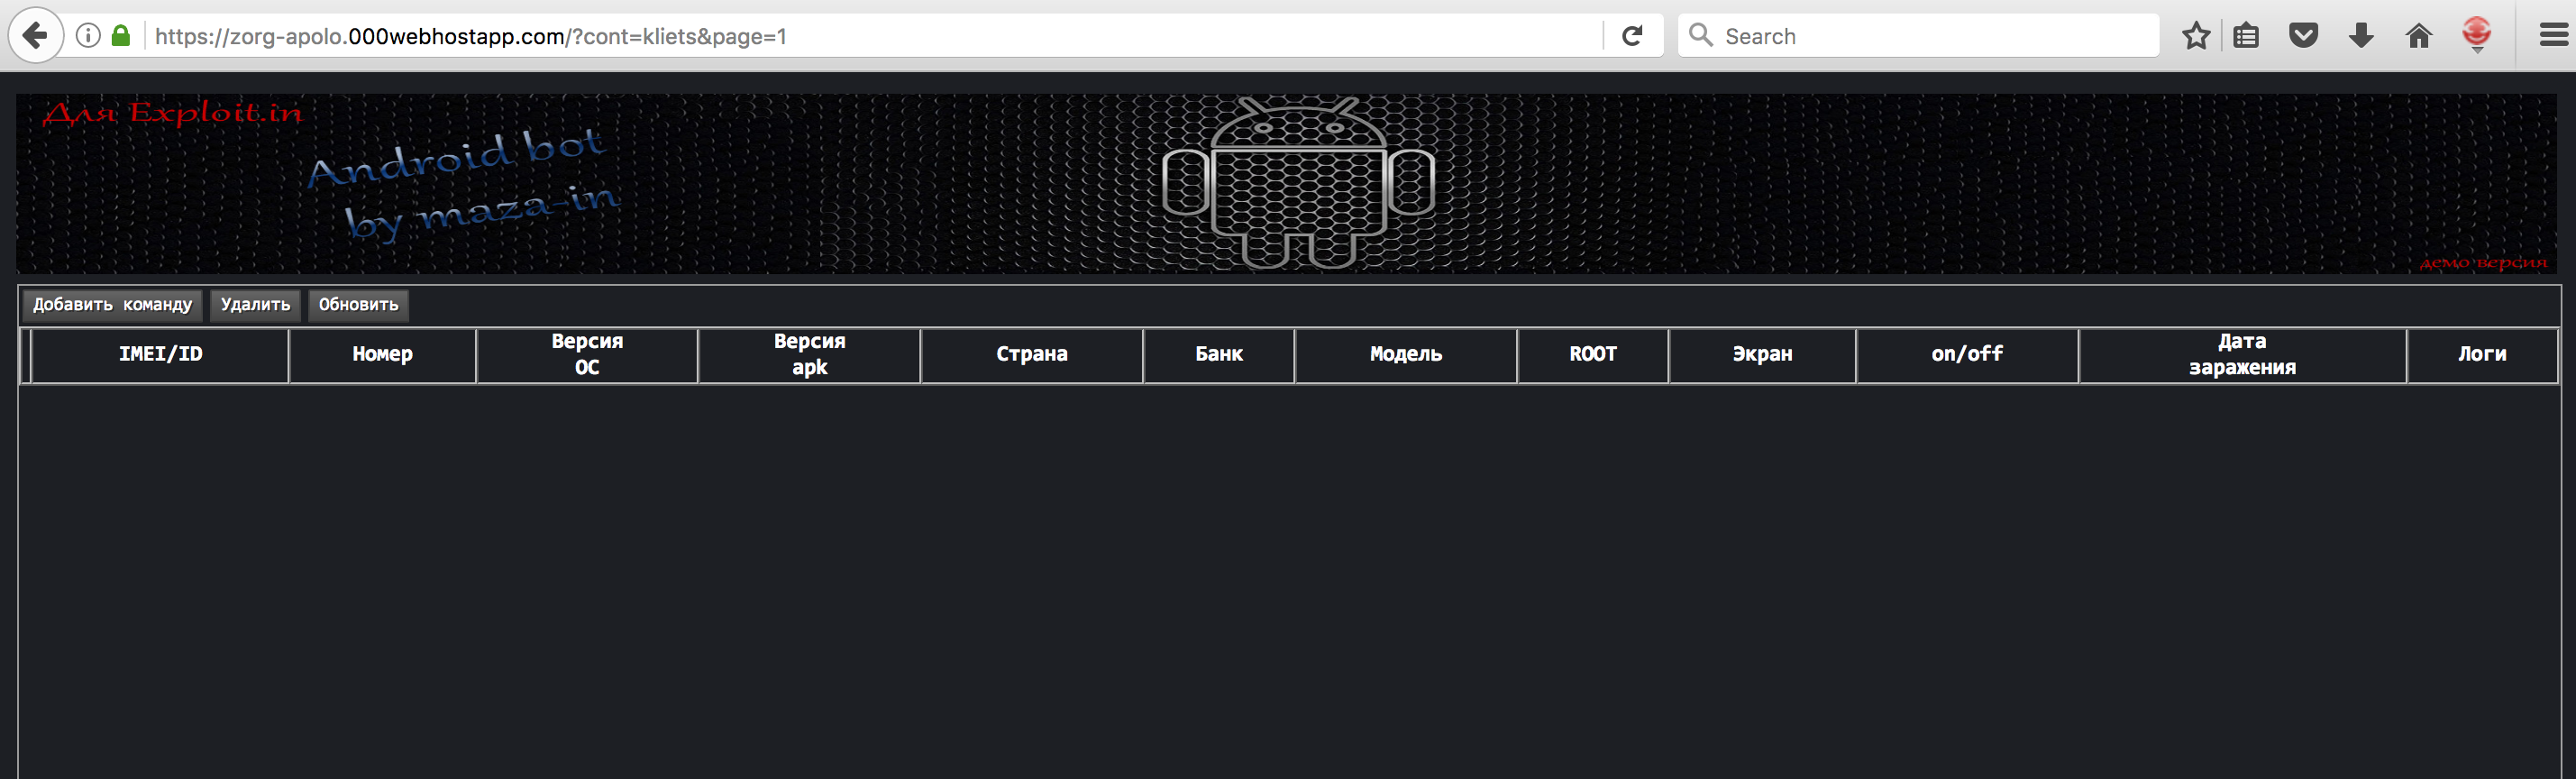 https://zorg-apolo.000webhostapp.com/?cont=kliets&page=1
Search
Для Exploit.in
Android bot
by maza-in
демо версия
Добавить команду Удалить Обновить
IMEI/ID Номер Версия ОС Версия apk Страна Банк Модель ROOT Экран on/off Дата заражения Логи